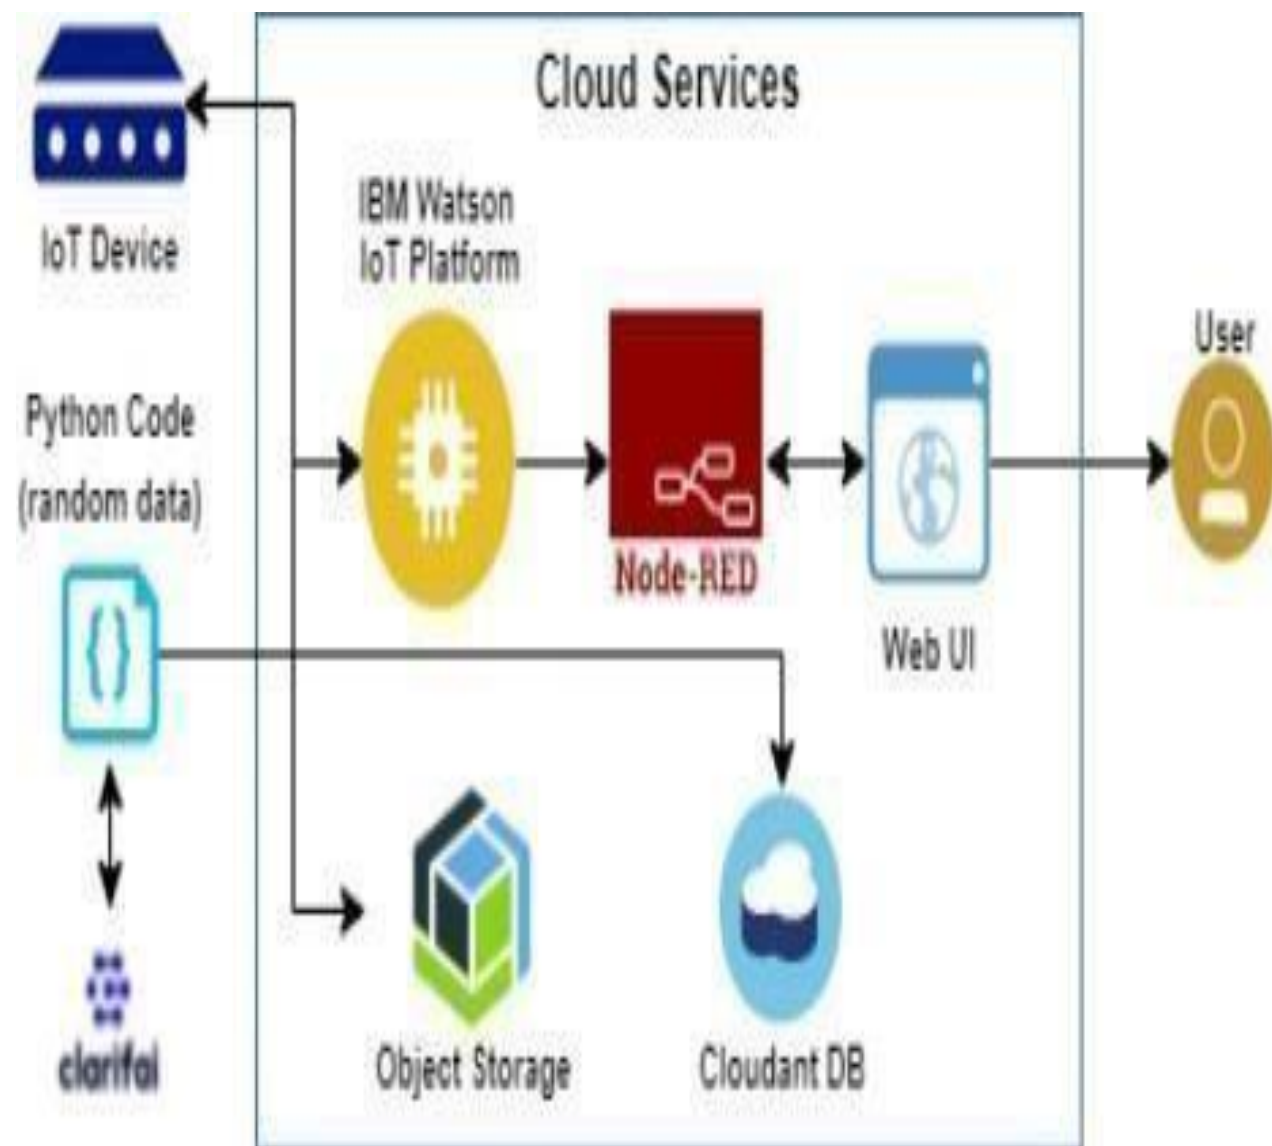 Cloud Services
IoT Device
IBM Watson
IoT Platform
User
Python Code
(random data)
Node-RED
Web UI
Object Storage
Cloudant DB
clarifai